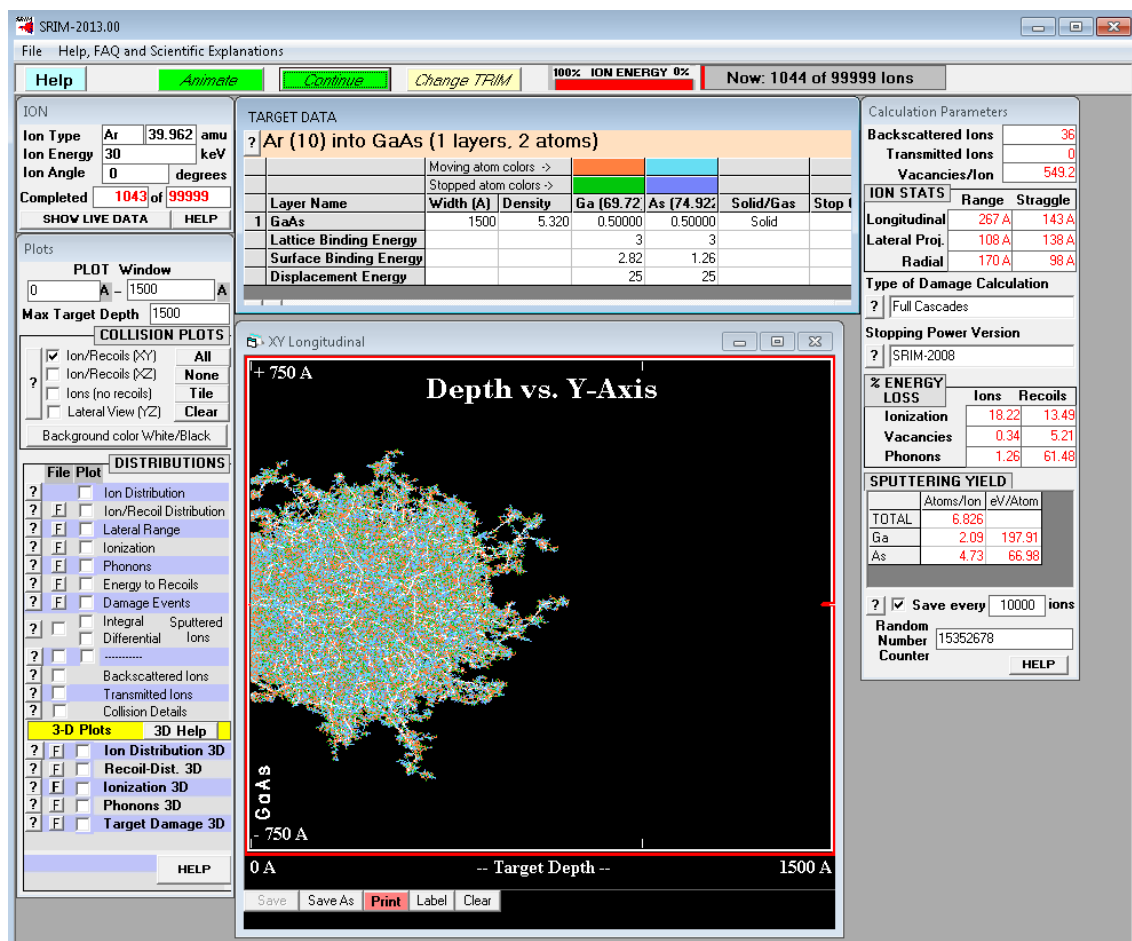 SRIM-2013.00
File Help, FAQ and Scientific Explanations
Help Animate Continue Change TRIM 100% ION ENERGY 0% Now: 1044 of 99999 Ions
ION
Ion Type Ar 39.962 amu
Ion Energy 30 keV
Ion Angle 0 degrees
Completed 1043 of 99999
SHOW LIVE DATA HELP
Plots
PLOT Window
0 A - 1500 A
Max Target Depth 1500
COLLISION PLOTS
? Ion/Recoils (XY) All
Ion/Recoils (XZ) None
Ions (no recoils) Tile
Lateral View (YZ) Clear
Background color White/Black
File Plot DISTRIBUTIONS
? Ion Distribution
? F Ion/Recoil Distribution
? F Lateral Range
? F Ionization
? F Phonons
? F Energy to Recoils
? F Damage Events
? Integral Sputtered
Differential Ions
? -----------
? Backscattered Ions
? Transmitted Ions
? Collision Details
3-D Plots 3D Help
? F Ion Distribution 3D
? F Recoil-Dist. 3D
? F Ionization 3D
? F Phonons 3D
? F Target Damage 3D
HELP
TARGET DATA
? Ar (10) into GaAs (1 layers, 2 atoms)
Moving atom colors ->
Stopped atom colors ->
Layer Name Width (A) Density Ga (69.72 As (74.922 Solid/Gas Stop
1 GaAs 1500 5.320 0.50000 0.50000 Solid
Lattice Binding Energy 3 3
Surface Binding Energy 2.82 1.26
Displacement Energy 25 25
XY Longitudinal
+ 750 A
Depth vs. Y-Axis
GaAs
- 750 A
0 A -- Target Depth -- 1500 A
Save Save As Print Label Clear
Calculation Parameters
Backscattered Ions 36
Transmitted Ions 0
Vacancies/Ion 549.2
ION STATS Range Straggle
Longitudinal 267 A 143 A
Lateral Proj. 108 A 138 A
Radial 170 A 98 A
Type of Damage Calculation
? Full Cascades
Stopping Power Version
? SRIM-2008
% ENERGY LOSS Ions Recoils
Ionization 18.22 13.49
Vacancies 0.34 5.21
Phonons 1.26 61.48
SPUTTERING YIELD
Atoms/Ion eV/Atom
TOTAL 6.826
Ga 2.09 197.91
As 4.73 66.98
? Save every 10000 ions
Random
Number 15352678
Counter
HELP